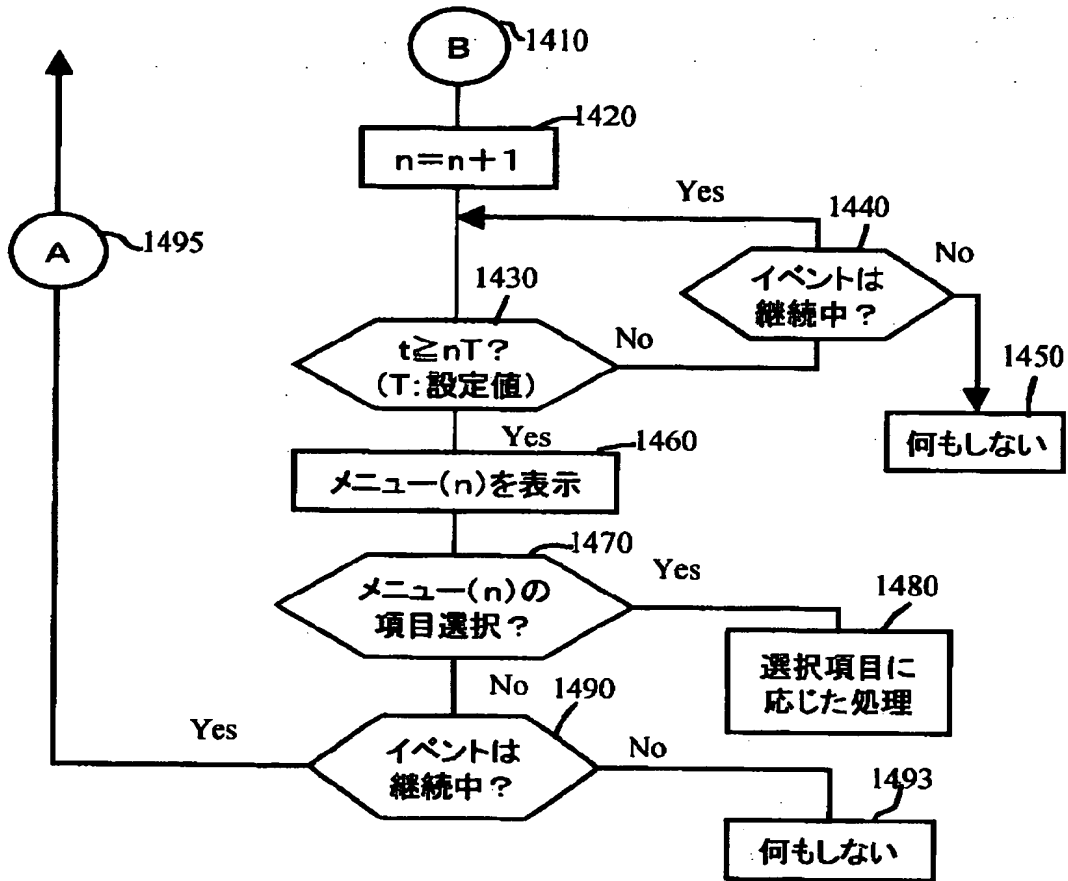 B
1410
1420
n=n+1
Yes
1440
A
1495
イベントは
継続中?
No
1430
t≧nT?
(T:設定値)
No
1450
何もしない
Yes
1460
メニュー(n)を表示
1470
メニュー(n)の
項目選択?
Yes
1480
選択項目に
応じた処理
No
1490
Yes
イベントは
継続中?
No
1493
何もしない